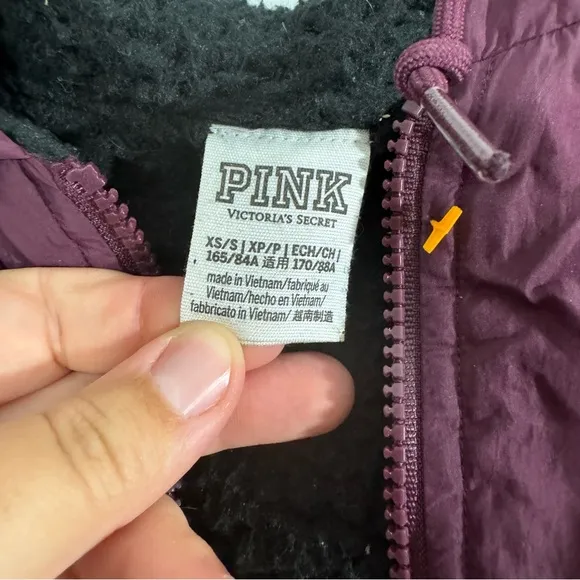 PINK
VICTORIA'S SECRET
XS/S | XP/P | ECH/CH/
165/84A 适用 170/88A
made in Vietnam/fabriqué au
Vietnam/hecho en Vietnam/
fabbricato in Vietnam/ 越南制造